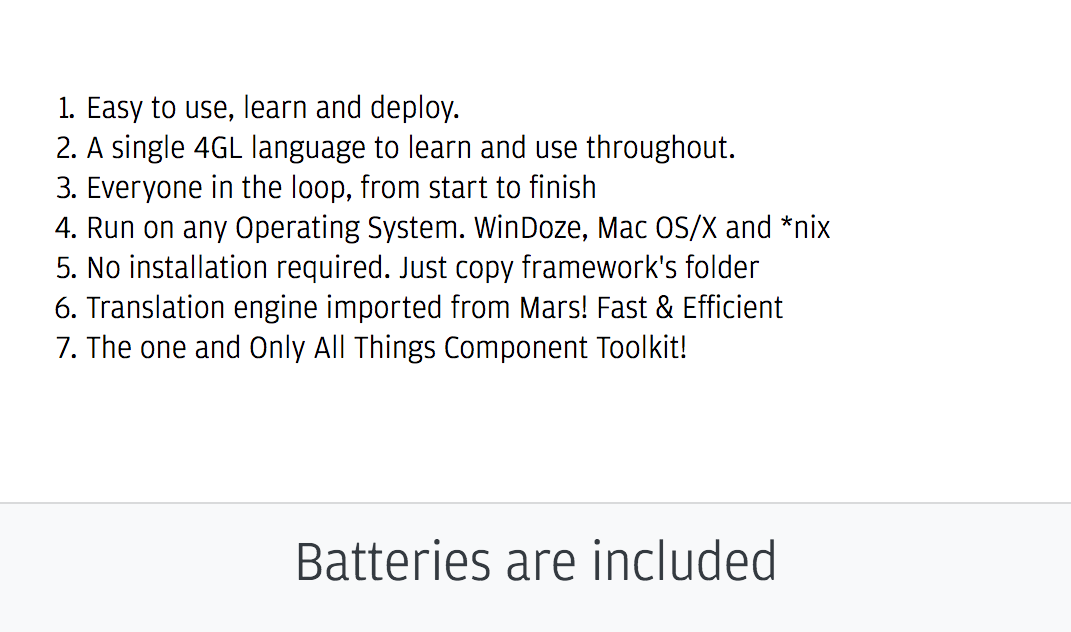 1. Easy to use, learn and deploy.
2. A single 4GL language to learn and use throughout.
3. Everyone in the loop, from start to finish
4. Run on any Operating System. WinDoze, Mac OS/X and *nix
5. No installation required. Just copy framework's folder
6. Translation engine imported from Mars! Fast & Efficient
7. The one and Only All Things Component Toolkit!
Batteries are included